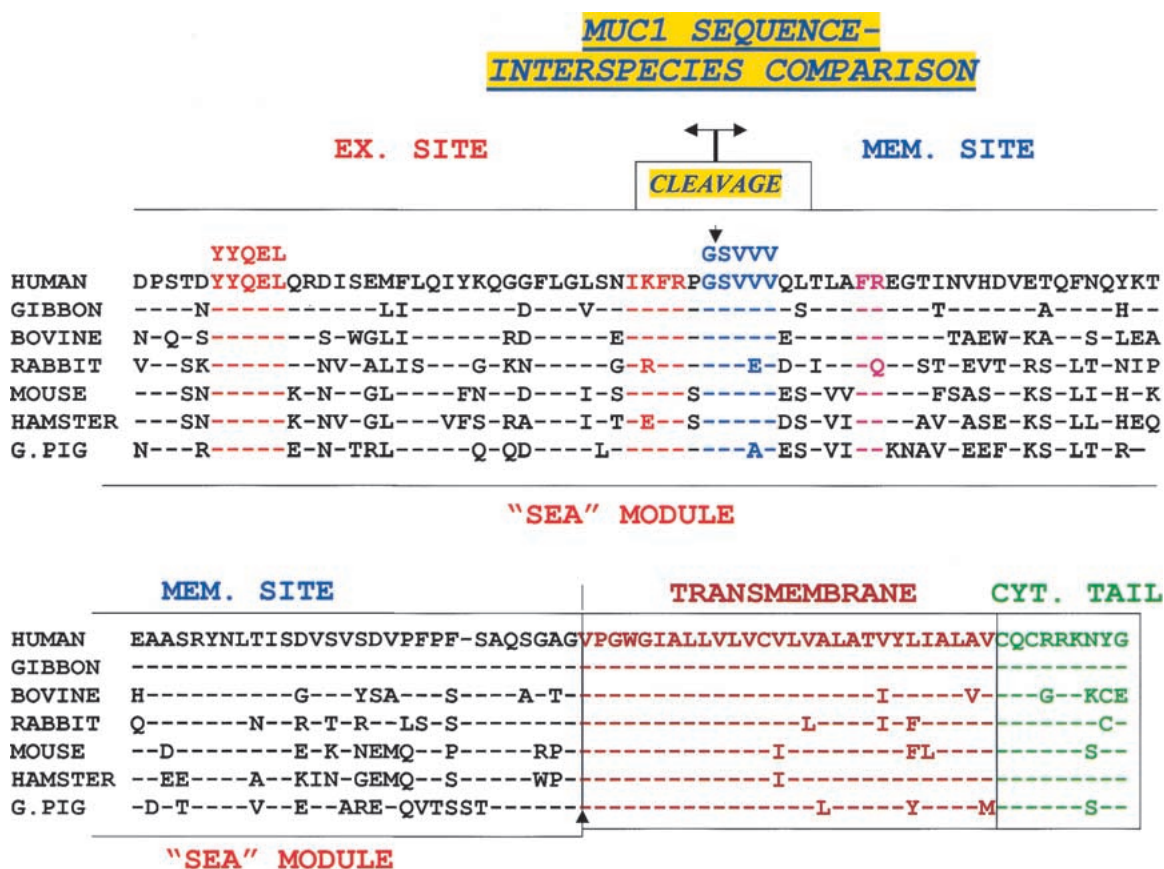 MUC1 SEQUENCE-
INTERSPECIES COMPARISON
EX. SITE
MEM. SITE
CLEAVAGE
YYQEL GSVVV
HUMAN DPSTDYYQELQRDISEMFLQIYKQGGFLGLSNIKFRPGSVVVQLTLAFREGTINVHDVETQFNQYKT
GIBBON ----N-----------LI-------D---V-------------S--------T------A----H--
BOVINE N-Q-S-------S-WGLI------RD-----E----------E----------TAEW-KA--S-LEA
RABBIT V--SK-------NV-ALIS---G-KN-----G-R------E-D-I---Q--ST-EVT-RS-LT-NIP
MOUSE ---SN-----K-N--GL----FN--D---I-S----S-----ES-VV------FSAS-KS-LI-H-K
HAMSTER ---SN-----K-NV-GL---VFS-RA---I-T-E--S-----DS-VI----AV-ASE-KS-LL-HEQ
G.PIG N---R-----E-N-TRL-----Q-QD----L---------A-ES-VI--KNAV-EEF-KS-LT-R—
“SEA” MODULE
MEM. SITE TRANSMEMBRANE CYT. TAIL
HUMAN EAASRYNLTISDVSVSDVPFPF-SAQSGAGVPGWGIALLVLVCVLVALATVYLIALAVCQCRRKNYG
GIBBON -------------------------------------------------------------------
BOVINE H----------G---YSA---S----A-T---------------------I-----V----G--KCE
RABBIT Q-------N--R-T-R--LS-S-----------------------L----I-F------------C-
MOUSE --D--------E-K-NEMQ--P-----RP--------------I--------FL----------S--
HAMSTER --EE----A--KIN-GEMQ--S-----WP--------------I-----------------------
G.PIG -D-T----V--E--ARE-QVTSST----------------------L-----Y----M------S--
“SEA” MODULE